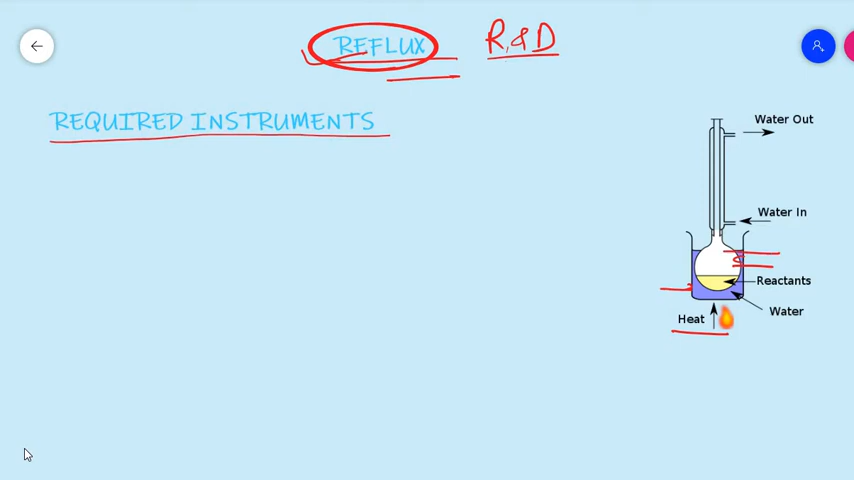 REFLUX R&D
REQUIRED INSTRUMENTS
Water Out
Water In
Reactants
Water
Heat